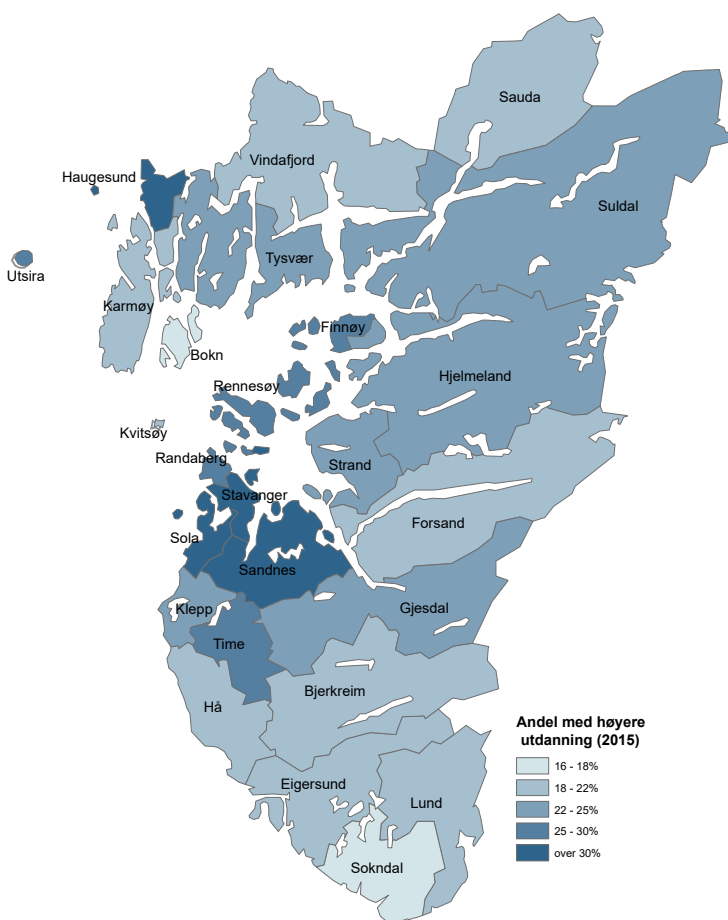 Sauda
Vindafjord
Haugesund
Suldal
Tysvær
Utsira
Karmøy
Finnøy
Bokn
Hjelmeland
Rennesøy
Kvitsøy
Randaberg
Strand
Stavanger
Forsand
Sola
Sandnes
Klepp
Gjesdal
Time
Bjerkreim
Hå
Andel med høyere
utdanning (2015)
16 - 18%
18 - 22%
22 - 25%
25 - 30%
over 30%
Eigersund
Lund
Sokndal